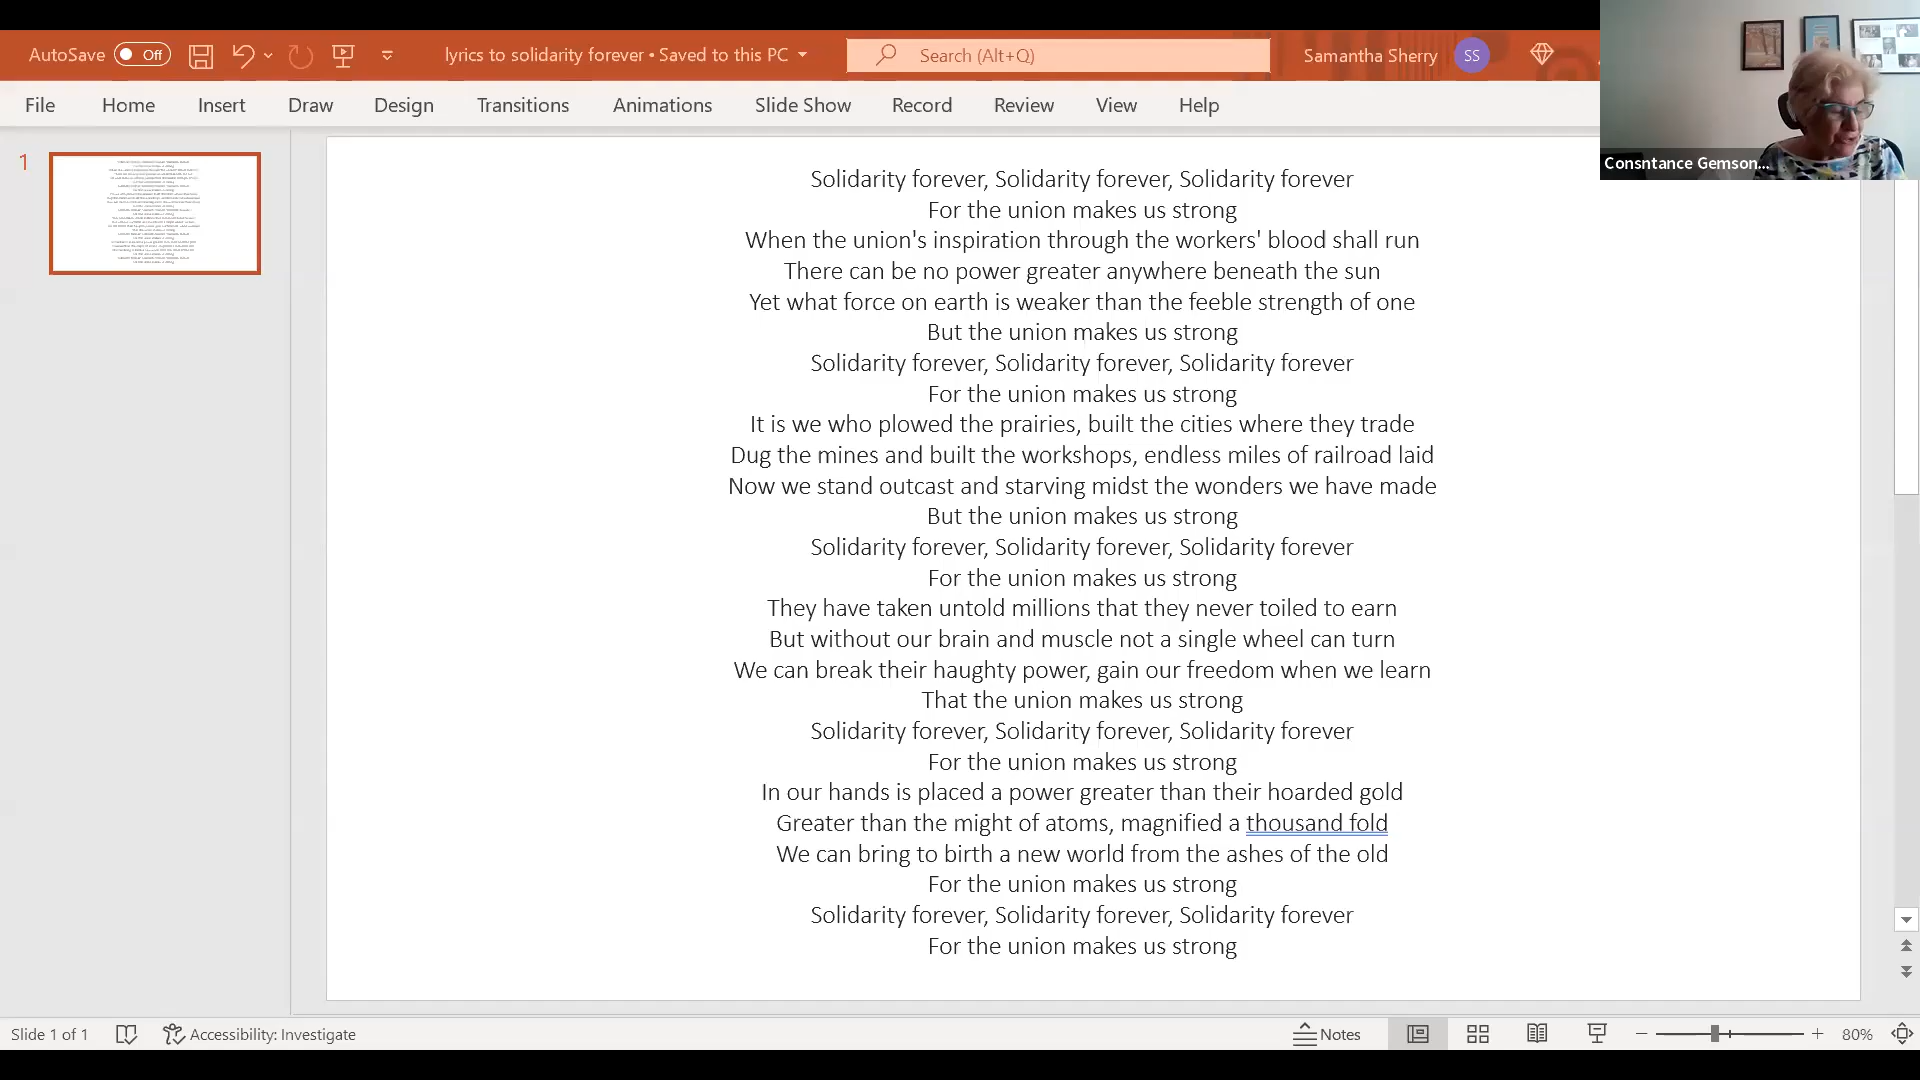 AutoSave Off lyrics to solidarity forever • Saved to this PC Search (Alt+Q) Samantha Sherry SS
File Home Insert Draw Design Transitions Animations Slide Show Record Review View Help
Consntance Gemson...
1
Solidarity forever, Solidarity forever, Solidarity forever
For the union makes us strong
When the union's inspiration through the workers' blood shall run
There can be no power greater anywhere beneath the sun
Yet what force on earth is weaker than the feeble strength of one
But the union makes us strong
Solidarity forever, Solidarity forever, Solidarity forever
For the union makes us strong
It is we who plowed the prairies, built the cities where they trade
Dug the mines and built the workshops, endless miles of railroad laid
Now we stand outcast and starving midst the wonders we have made
But the union makes us strong
Solidarity forever, Solidarity forever, Solidarity forever
For the union makes us strong
They have taken untold millions that they never toiled to earn
But without our brain and muscle not a single wheel can turn
We can break their haughty power, gain our freedom when we learn
That the union makes us strong
Solidarity forever, Solidarity forever, Solidarity forever
For the union makes us strong
In our hands is placed a power greater than their hoarded gold
Greater than the might of atoms, magnified a thousand fold
We can bring to birth a new world from the ashes of the old
For the union makes us strong
Solidarity forever, Solidarity forever, Solidarity forever
For the union makes us strong
Slide 1 of 1 Accessibility: Investigate Notes 80%